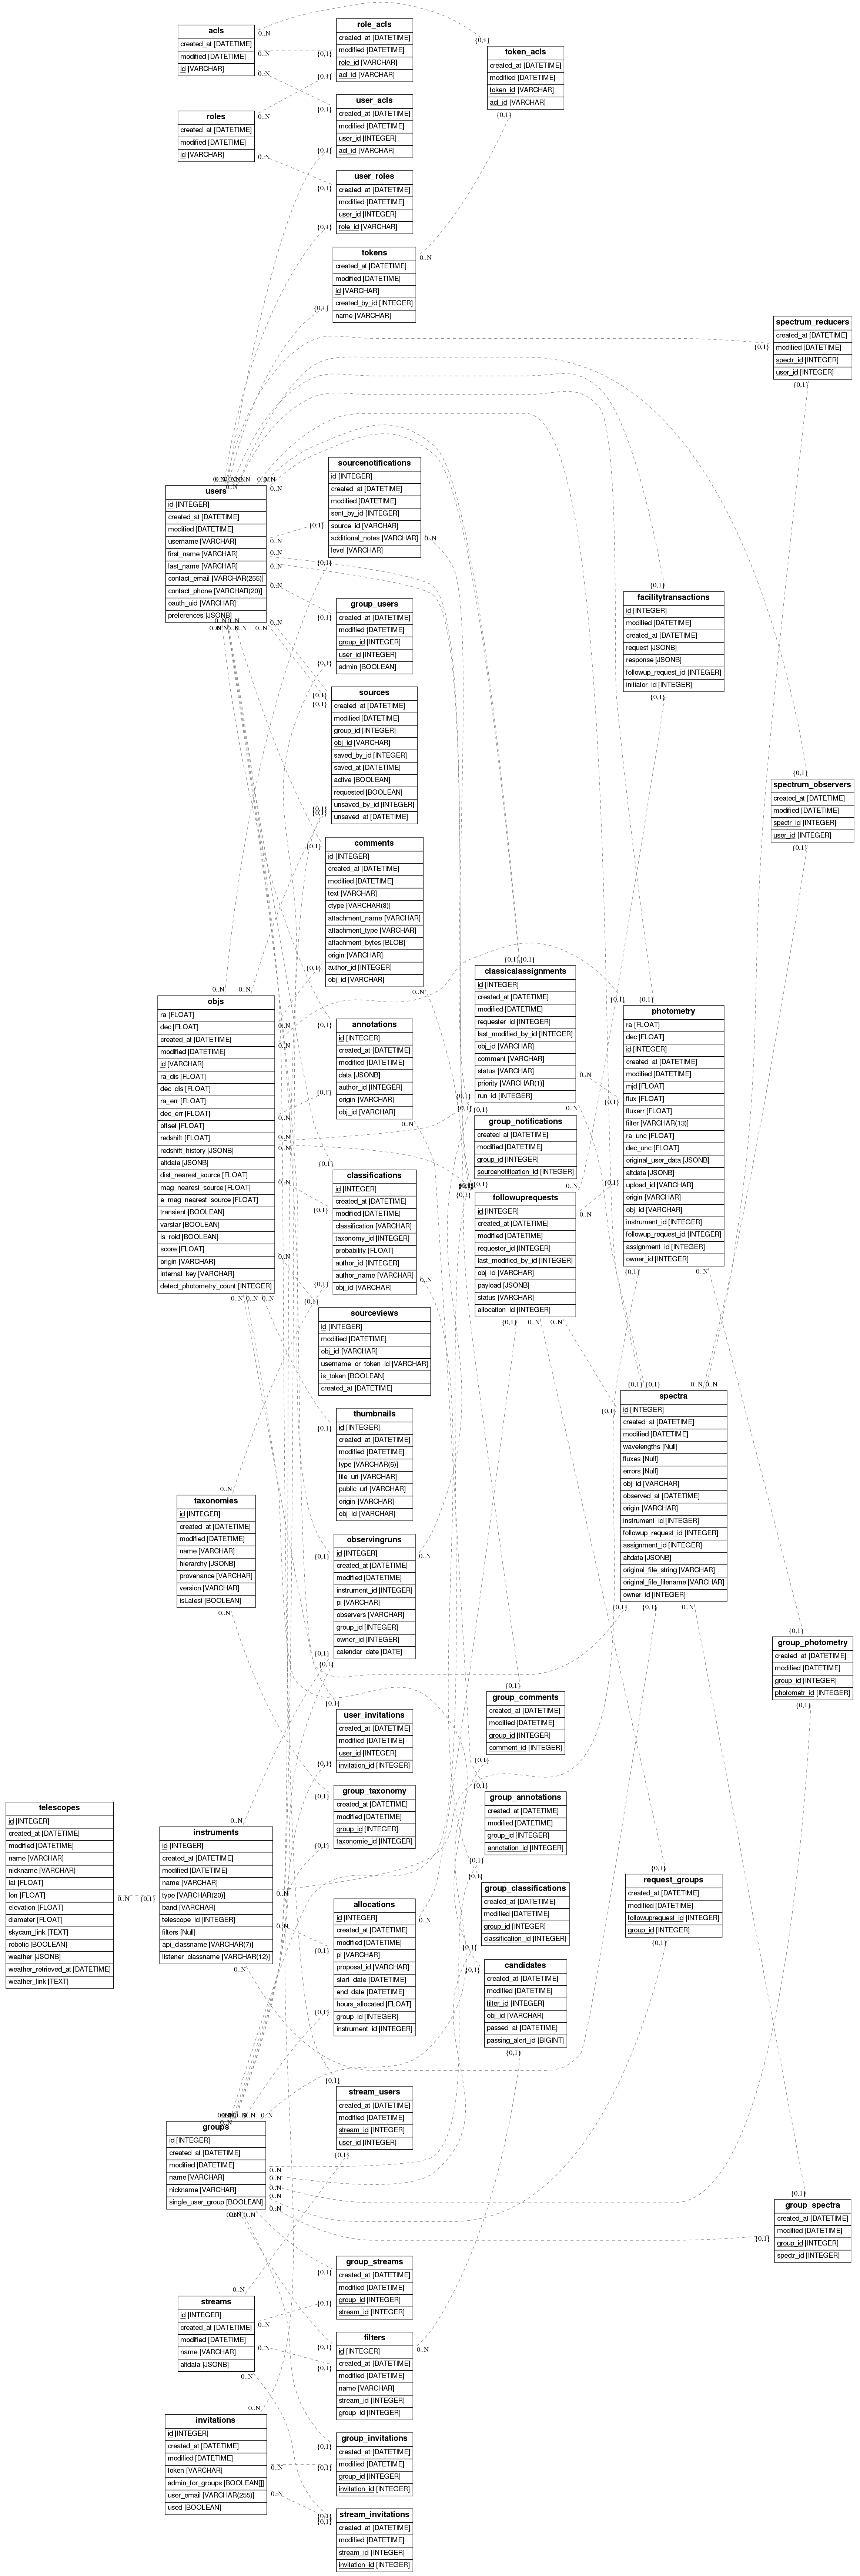 acls
created_at [DATETIME]
modified [DATETIME]
id [VARCHAR]
role_acls
created_at [DATETIME]
modified [DATETIME]
role_id [VARCHAR]
acl_id [VARCHAR]
token_acls
created_at [DATETIME]
modified [DATETIME]
token_id [VARCHAR]
acl_id [VARCHAR]
user_acls
created_at [DATETIME]
modified [DATETIME]
user_id [INTEGER]
acl_id [VARCHAR]
roles
created_at [DATETIME]
modified [DATETIME]
id [VARCHAR]
user_roles
created_at [DATETIME]
modified [DATETIME]
user_id [INTEGER]
role_id [VARCHAR]
tokens
created_at [DATETIME]
modified [DATETIME]
id [VARCHAR]
created_by_id [INTEGER]
name [VARCHAR]
spectrum_reducers
created_at [DATETIME]
modified [DATETIME]
spectr_id [INTEGER]
user_id [INTEGER]
users
id [INTEGER]
created_at [DATETIME]
modified [DATETIME]
username [VARCHAR]
first_name [VARCHAR]
last_name [VARCHAR]
contact_email [VARCHAR(255)]
contact_phone [VARCHAR(20)]
oauth_uid [VARCHAR]
preferences [JSONB]
sourcenotifications
id [INTEGER]
created_at [DATETIME]
modified [DATETIME]
sent_by_id [INTEGER]
source_id [VARCHAR]
additional_notes [VARCHAR]
level [VARCHAR]
group_users
created_at [DATETIME]
modified [DATETIME]
group_id [INTEGER]
user_id [INTEGER]
admin [BOOLEAN]
facilitytransactions
id [INTEGER]
modified [DATETIME]
created_at [DATETIME]
request [JSONB]
response [JSONB]
followup_request_id [INTEGER]
initiator_id [INTEGER]
sources
created_at [DATETIME]
modified [DATETIME]
group_id [INTEGER]
obj_id [VARCHAR]
saved_by_id [INTEGER]
saved_at [DATETIME]
active [BOOLEAN]
requested [BOOLEAN]
unsaved_by_id [INTEGER]
unsaved_at [DATETIME]
spectrum_observers
created_at [DATETIME]
modified [DATETIME]
spectr_id [INTEGER]
user_id [INTEGER]
comments
id [INTEGER]
created_at [DATETIME]
modified [DATETIME]
text [VARCHAR]
ctype [VARCHAR(8)]
attachment_name [VARCHAR]
attachment_type [VARCHAR]
attachment_bytes [BLOB]
origin [VARCHAR]
author_id [INTEGER]
obj_id [VARCHAR]
classicalassignments
id [INTEGER]
created_at [DATETIME]
modified [DATETIME]
requester_id [INTEGER]
last_modified_by_id [INTEGER]
obj_id [VARCHAR]
comment [VARCHAR]
status [VARCHAR]
priority [VARCHAR(1)]
run_id [INTEGER]
objs
ra [FLOAT]
dec [FLOAT]
created_at [DATETIME]
modified [DATETIME]
id [VARCHAR]
ra_dis [FLOAT]
dec_dis [FLOAT]
ra_err [FLOAT]
dec_err [FLOAT]
offset [FLOAT]
redshift [FLOAT]
redshift_history [JSONB]
altdata [JSONB]
dist_nearest_source [FLOAT]
mag_nearest_source [FLOAT]
e_mag_nearest_source [FLOAT]
transient [BOOLEAN]
varstar [BOOLEAN]
is_roid [BOOLEAN]
score [FLOAT]
origin [VARCHAR]
internal_key [VARCHAR]
detect_photometry_count [INTEGER]
photometry
ra [FLOAT]
dec [FLOAT]
id [INTEGER]
created_at [DATETIME]
modified [DATETIME]
mjd [FLOAT]
flux [FLOAT]
fluxerr [FLOAT]
filter [VARCHAR(13)]
ra_unc [FLOAT]
dec_unc [FLOAT]
original_user_data [JSONB]
altdata [JSONB]
upload_id [VARCHAR]
origin [VARCHAR]
obj_id [VARCHAR]
instrument_id [INTEGER]
followup_request_id [INTEGER]
assignment_id [INTEGER]
owner_id [INTEGER]
annotations
id [INTEGER]
created_at [DATETIME]
modified [DATETIME]
data [JSONB]
author_id [INTEGER]
origin [VARCHAR]
obj_id [VARCHAR]
group_notifications
created_at [DATETIME]
modified [DATETIME]
group_id [INTEGER]
sourcenotification_id [INTEGER]
classifications
id [INTEGER]
created_at [DATETIME]
modified [DATETIME]
classification [VARCHAR]
taxonomy_id [INTEGER]
probability [FLOAT]
author_id [INTEGER]
author_name [VARCHAR]
obj_id [VARCHAR]
followuprequests
id [INTEGER]
created_at [DATETIME]
modified [DATETIME]
requester_id [INTEGER]
last_modified_by_id [INTEGER]
obj_id [VARCHAR]
payload [JSONB]
status [VARCHAR]
allocation_id [INTEGER]
sourceviews
id [INTEGER]
modified [DATETIME]
obj_id [VARCHAR]
username_or_token_id [VARCHAR]
is_token [BOOLEAN]
created_at [DATETIME]
spectra
id [INTEGER]
created_at [DATETIME]
modified [DATETIME]
wavelengths [Null]
fluxes [Null]
errors [Null]
obj_id [VARCHAR]
observed_at [DATETIME]
origin [VARCHAR]
instrument_id [INTEGER]
followup_request_id [INTEGER]
assignment_id [INTEGER]
altdata [JSONB]
original_file_string [VARCHAR]
original_file_filename [VARCHAR]
owner_id [INTEGER]
thumbnails
id [INTEGER]
created_at [DATETIME]
modified [DATETIME]
type [VARCHAR(6)]
file_uri [VARCHAR]
public_url [VARCHAR]
origin [VARCHAR]
obj_id [VARCHAR]
taxonomies
id [INTEGER]
created_at [DATETIME]
modified [DATETIME]
name [VARCHAR]
hierarchy [JSONB]
provenance [VARCHAR]
version [VARCHAR]
isLatest [BOOLEAN]
observingruns
id [INTEGER]
created_at [DATETIME]
modified [DATETIME]
instrument_id [INTEGER]
pi [VARCHAR]
observers [VARCHAR]
group_id [INTEGER]
owner_id [INTEGER]
calendar_date [DATE]
group_photometry
created_at [DATETIME]
modified [DATETIME]
group_id [INTEGER]
photometr_id [INTEGER]
group_comments
created_at [DATETIME]
modified [DATETIME]
group_id [INTEGER]
comment_id [INTEGER]
user_invitations
created_at [DATETIME]
modified [DATETIME]
user_id [INTEGER]
invitation_id [INTEGER]
group_taxonomy
created_at [DATETIME]
modified [DATETIME]
group_id [INTEGER]
taxonomie_id [INTEGER]
group_annotations
created_at [DATETIME]
modified [DATETIME]
group_id [INTEGER]
annotation_id [INTEGER]
telescopes
id [INTEGER]
created_at [DATETIME]
modified [DATETIME]
name [VARCHAR]
nickname [VARCHAR]
lat [FLOAT]
lon [FLOAT]
elevation [FLOAT]
diameter [FLOAT]
skycam_link [TEXT]
robotic [BOOLEAN]
weather [JSONB]
weather_retrieved_at [DATETIME]
weather_link [TEXT]
0..N
{0,1}
instruments
id [INTEGER]
created_at [DATETIME]
modified [DATETIME]
name [VARCHAR]
type [VARCHAR(20)]
band [VARCHAR]
telescope_id [INTEGER]
filters [Null]
api_classname [VARCHAR(7)]
listener_classname [VARCHAR(12)]
request_groups
created_at [DATETIME]
modified [DATETIME]
followuprequest_id [INTEGER]
group_id [INTEGER]
group_classifications
created_at [DATETIME]
modified [DATETIME]
group_id [INTEGER]
classification_id [INTEGER]
allocations
id [INTEGER]
created_at [DATETIME]
modified [DATETIME]
pi [VARCHAR]
proposal_id [VARCHAR]
start_date [DATETIME]
end_date [DATETIME]
hours_allocated [FLOAT]
group_id [INTEGER]
instrument_id [INTEGER]
candidates
created_at [DATETIME]
modified [DATETIME]
filter_id [INTEGER]
obj_id [VARCHAR]
passed_at [DATETIME]
passing_alert_id [BIGINT]
stream_users
created_at [DATETIME]
modified [DATETIME]
stream_id [INTEGER]
user_id [INTEGER]
groups
id [INTEGER]
created_at [DATETIME]
modified [DATETIME]
name [VARCHAR]
nickname [VARCHAR]
single_user_group [BOOLEAN]
group_spectra
created_at [DATETIME]
modified [DATETIME]
group_id [INTEGER]
spectr_id [INTEGER]
group_streams
created_at [DATETIME]
modified [DATETIME]
group_id [INTEGER]
stream_id [INTEGER]
streams
id [INTEGER]
created_at [DATETIME]
modified [DATETIME]
name [VARCHAR]
altdata [JSONB]
filters
id [INTEGER]
created_at [DATETIME]
modified [DATETIME]
name [VARCHAR]
stream_id [INTEGER]
group_id [INTEGER]
invitations
id [INTEGER]
created_at [DATETIME]
modified [DATETIME]
token [VARCHAR]
admin_for_groups [BOOLEAN[]]
user_email [VARCHAR(255)]
used [BOOLEAN]
group_invitations
created_at [DATETIME]
modified [DATETIME]
group_id [INTEGER]
invitation_id [INTEGER]
stream_invitations
created_at [DATETIME]
modified [DATETIME]
stream_id [INTEGER]
invitation_id [INTEGER]